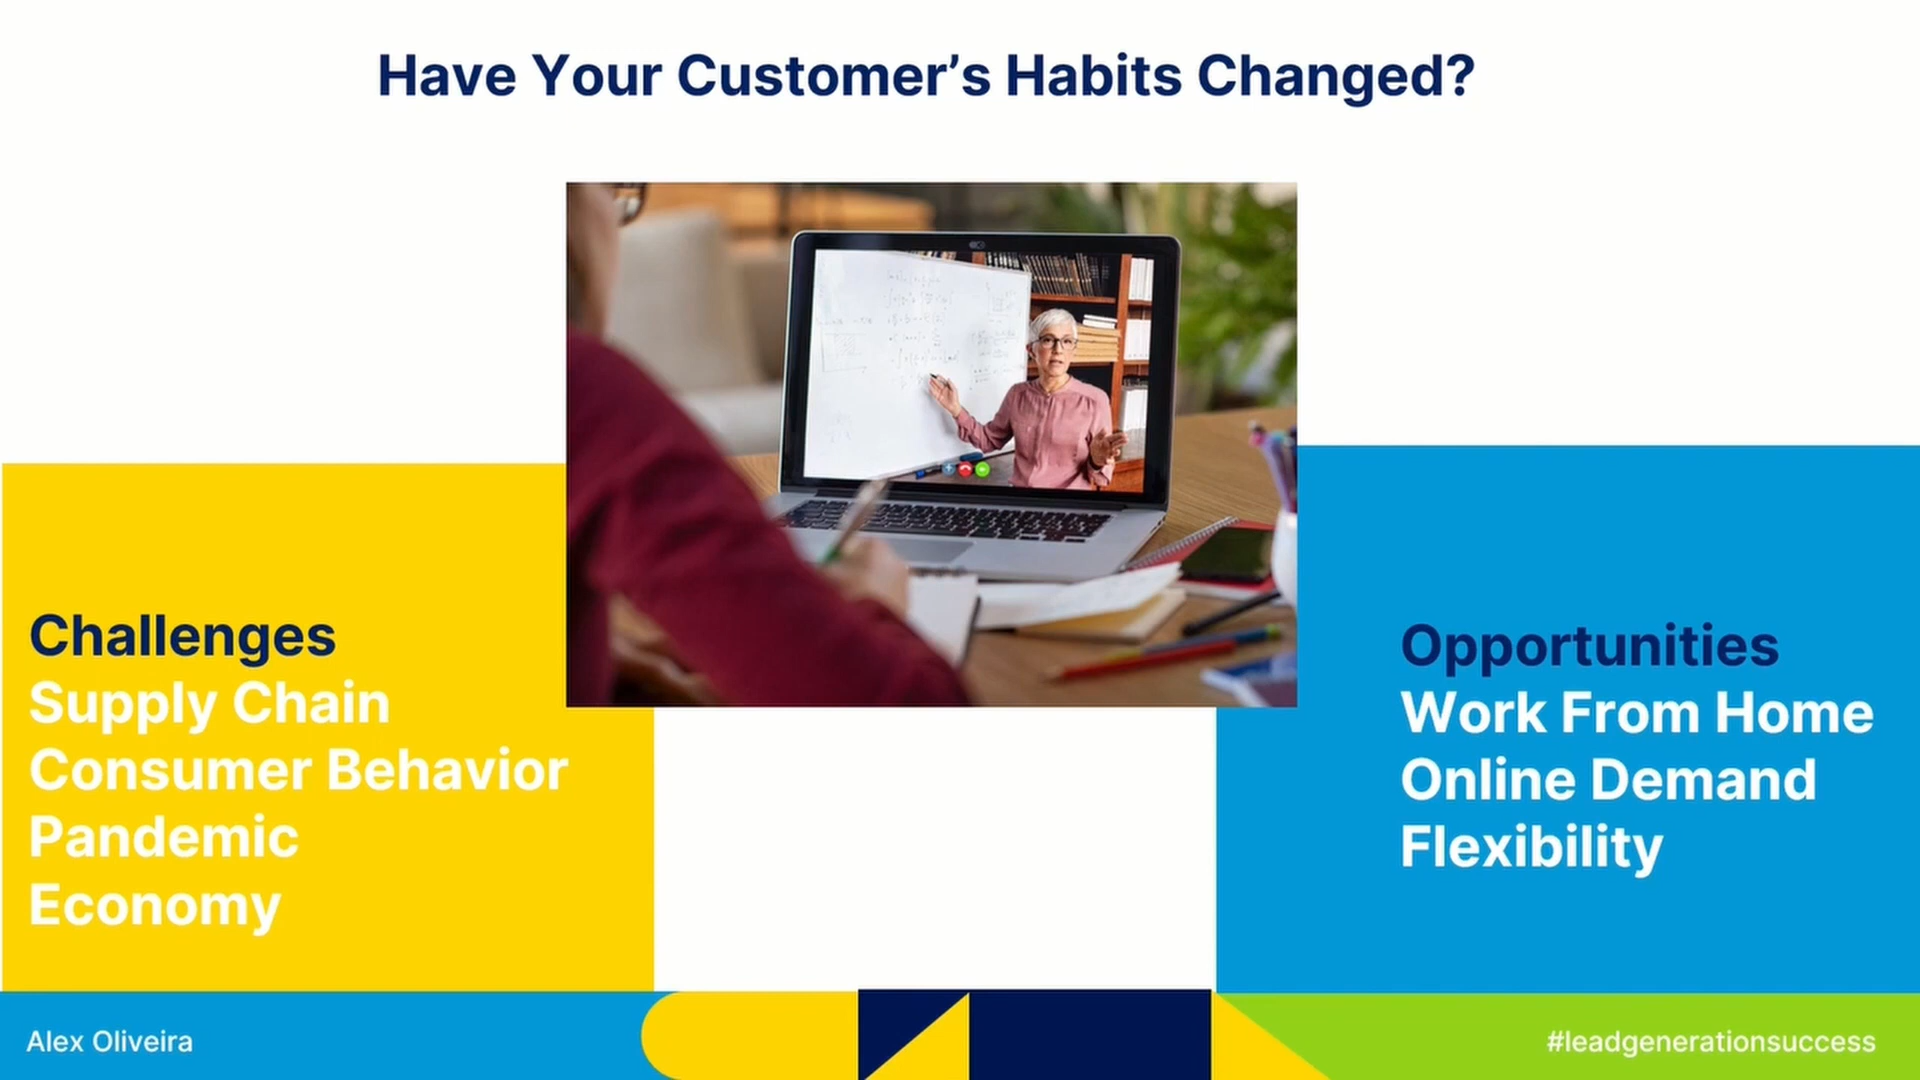 Have Your Customer’s Habits Changed?
Challenges
Supply Chain
Consumer Behavior
Pandemic
Economy
Opportunities
Work From Home
Online Demand
Flexibility
Alex Oliveira
#leadgenerationsuccess